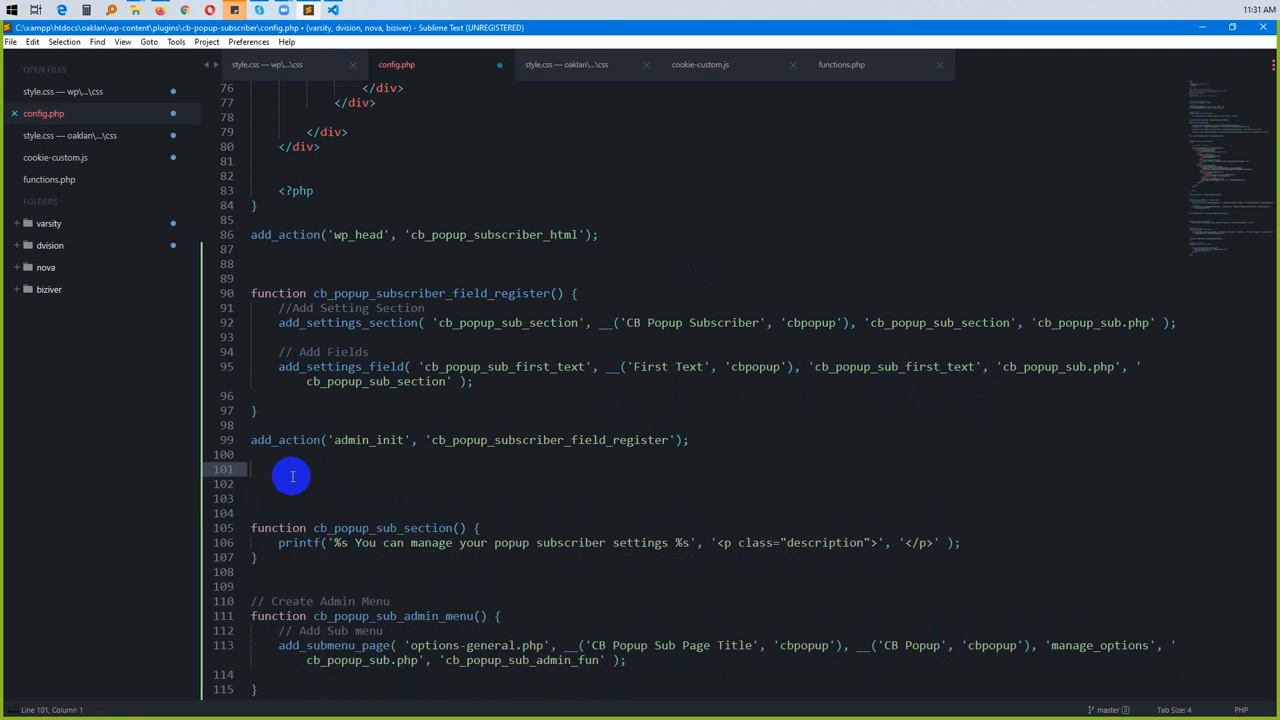 11:31 AM
C:\xampp\htdocs\oaklan\wp-content\plugins\cb-popup-subscriber\config.php • (varsity, dvision, nova, biziver) - Sublime Text (UNREGISTERED)
File Edit Selection Find View Goto Tools Project Preferences Help
OPEN FILES
style.css — wp\...\css
config.php
style.css — oaklan\...\css
cookie-custom.js
functions.php
FOLDERS
varsity
dvision
nova
biziver
style.css — wp\...\css config.php style.css — oaklan\...\css cookie-custom.js functions.php
76 </div>
77 </div>
78
79 </div>
80 </div>
81
82
83 <?php
84 }
85
86 add_action('wp_head', 'cb_popup_subscriber_html');
87
88
89
90 function cb_popup_subscriber_field_register() {
91 //Add Setting Section
92 add_settings_section( 'cb_popup_sub_section', __('CB Popup Subscriber', 'cbpopup'), 'cb_popup_sub_section', 'cb_popup_sub.php' );
93
94 // Add Fields
95 add_settings_field( 'cb_popup_sub_first_text', __('First Text', 'cbpopup'), 'cb_popup_sub_first_text', 'cb_popup_sub.php', '
cb_popup_sub_section' );
96
97 }
98
99 add_action('admin_init', 'cb_popup_subscriber_field_register');
100
101
102
103
104
105 function cb_popup_sub_section() {
106 printf('%s You can manage your popup subscriber settings %s', '<p class="description">', '</p>' );
107 }
108
109
110 // Create Admin Menu
111 function cb_popup_sub_admin_menu() {
112 // Add Sub menu
113 add_submenu_page( 'options-general.php', __('CB Popup Sub Page Title', 'cbpopup'), __('CB Popup', 'cbpopup'), 'manage_options', '
cb_popup_sub.php', 'cb_popup_sub_admin_fun' );
114
115 }
Line 101, Column 1 master 3 Tab Size: 4 PHP